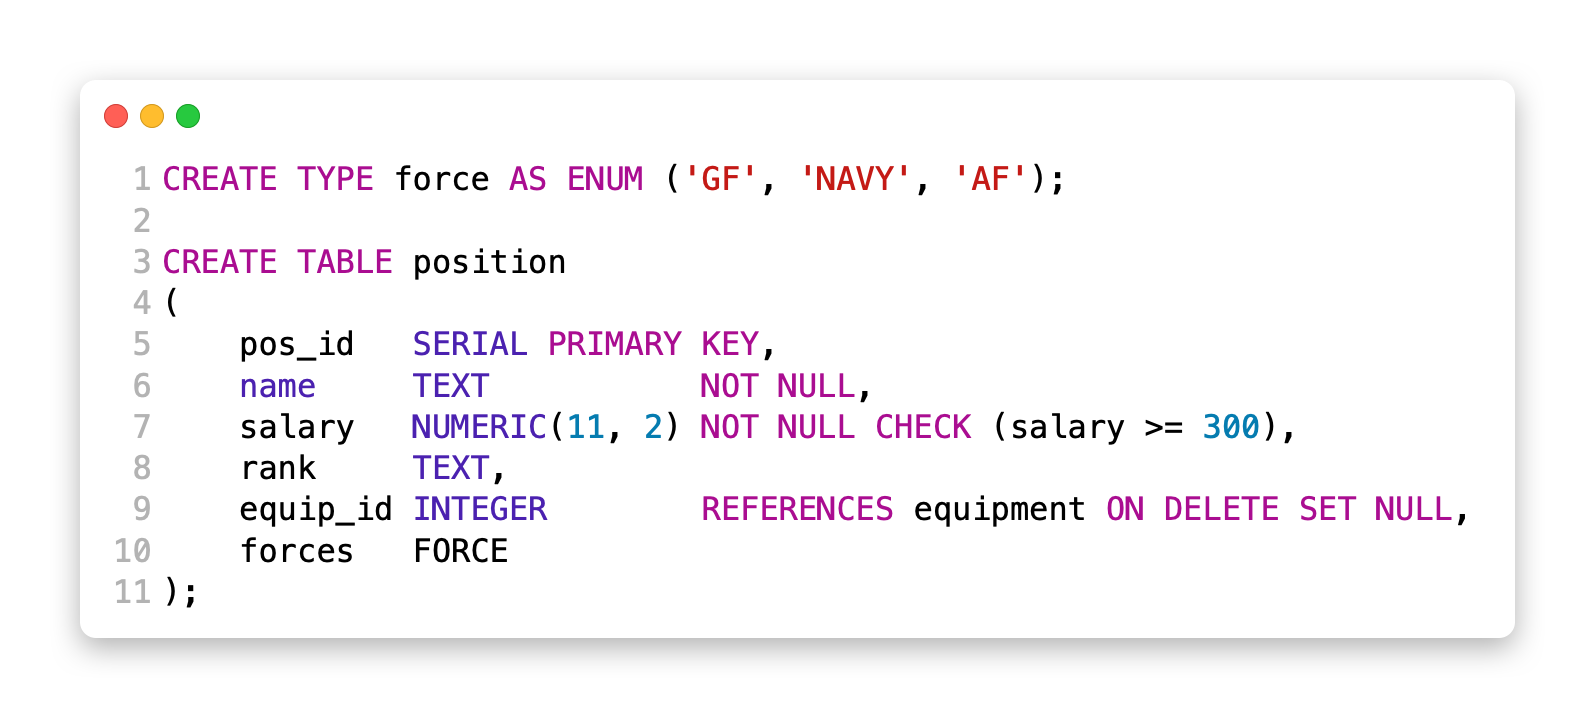 1 CREATE TYPE force AS ENUM ('GF', 'NAVY', 'AF');
2
3 CREATE TABLE position
4 (
5     pos_id   SERIAL PRIMARY KEY,
6     name     TEXT           NOT NULL,
7     salary   NUMERIC(11, 2) NOT NULL CHECK (salary >= 300),
8     rank     TEXT,
9     equip_id INTEGER        REFERENCES equipment ON DELETE SET NULL,
10     forces   FORCE
11 );